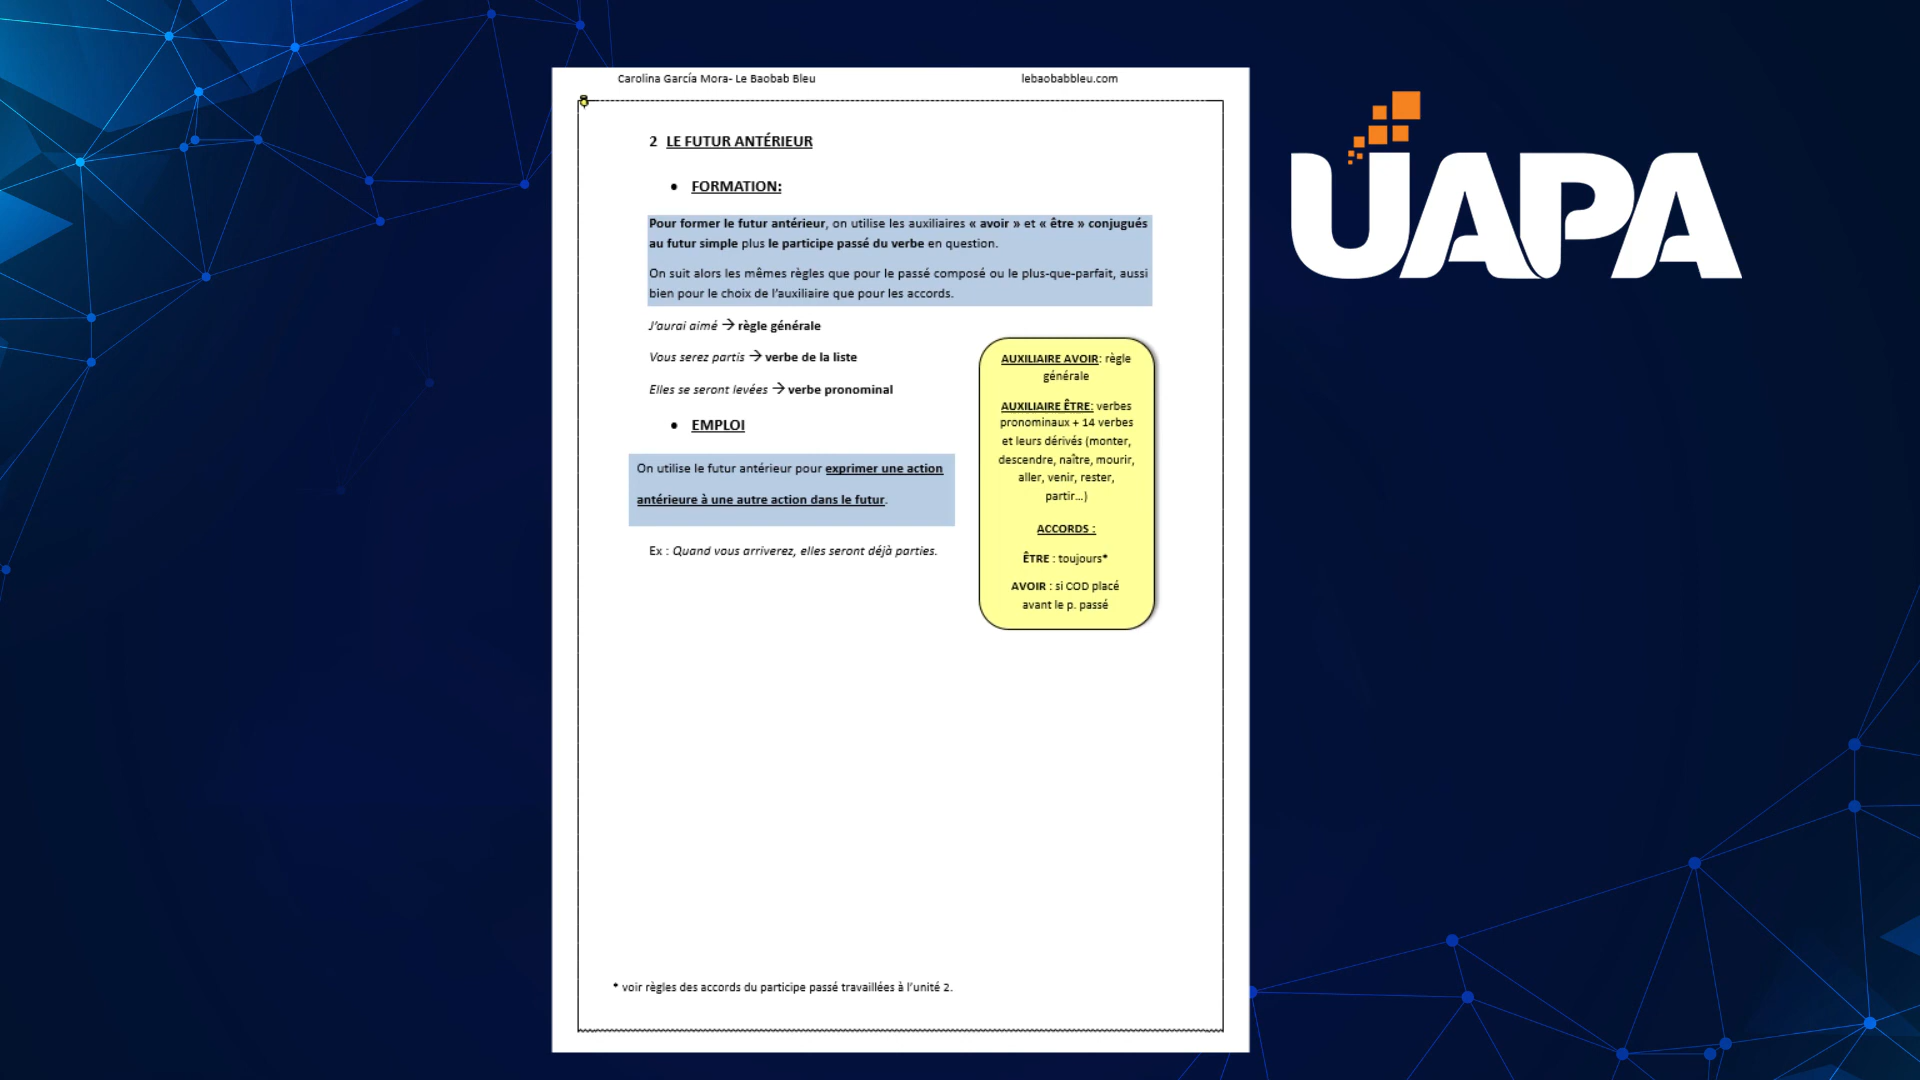 Carolina García Mora- Le Baobab Bleu
lebaobabbleu.com
2 LE FUTUR ANTÉRIEUR
• FORMATION:
Pour former le futur antérieur, on utilise les auxiliaires « avoir » et « être » conjugués
au futur simple plus le participe passé du verbe en question.
On suit alors les mêmes règles que pour le passé composé ou le plus-que-parfait, aussi
bien pour le choix de l'auxiliaire que pour les accords.
J'aurai aimé → règle générale
Vous serez partis → verbe de la liste
Elles se seront levées → verbe pronominal
• EMPLOI
On utilise le futur antérieur pour exprimer une action
antérieure à une autre action dans le futur.
Ex : Quand vous arriverez, elles seront déjà parties.
AUXILIAIRE AVOIR: règle
générale
AUXILIAIRE ÊTRE: verbes
pronominaux + 14 verbes
et leurs dérivés (monter,
descendre, naître, mourir,
aller, venir, rester,
partir...)
ACCORDS :
ÊTRE : toujours*
AVOIR : si COD placé
avant le p. passé
* voir règles des accords du participe passé travaillées à l'unité 2.
UAPA